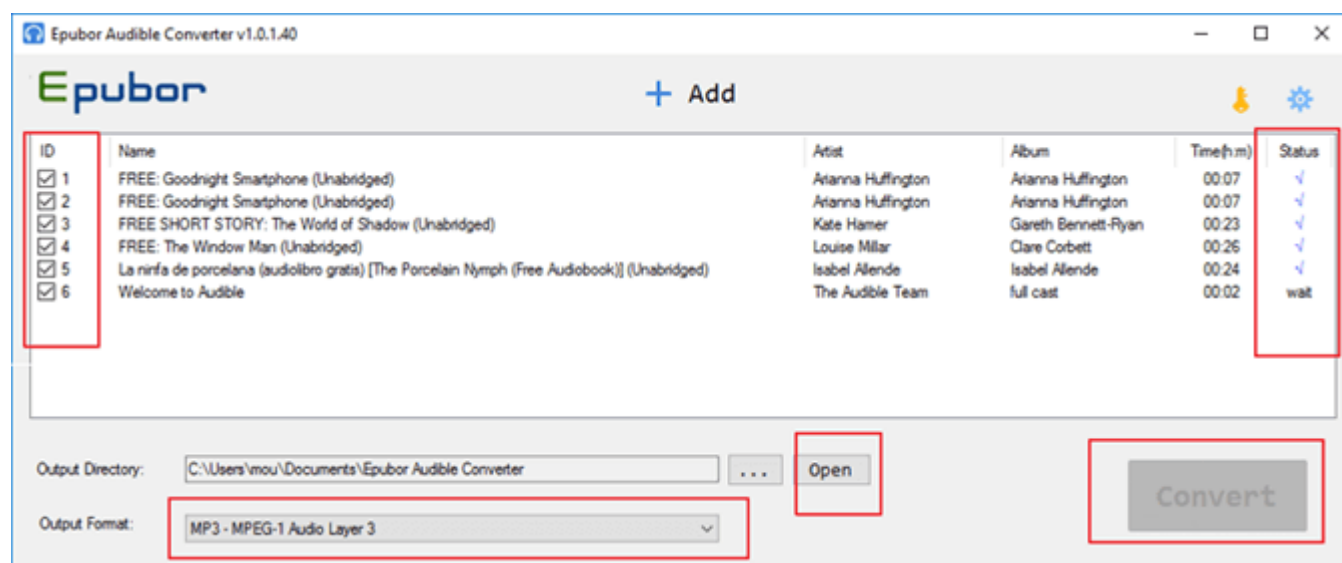 Epubor Audible Converter v1.0.1.40
Epubor
+ Add
ID Name Artist Album Time(h:m) Status
1 FREE: Goodnight Smartphone (Unabridged) Arianna Huffington Arianna Huffington 00:07 √
2 FREE: Goodnight Smartphone (Unabridged) Arianna Huffington Arianna Huffington 00:07 √
3 FREE SHORT STORY: The World of Shadow (Unabridged) Kate Hamer Gareth Bennett-Ryan 00:23 √
4 FREE: The Window Man (Unabridged) Louise Millar Clare Corbett 00:26 √
5 La ninfa de porcelana (audiolibro gratis) [The Porcelain Nymph (Free Audiobook)] (Unabridged) Isabel Allende Isabel Allende 00:24 √
6 Welcome to Audible The Audible Team full cast 00:02 wait
Output Directory: C:\Users\mou\Documents\Epubor Audible Converter ... Open
Convert
Output Format: MP3 - MPEG-1 Audio Layer 3